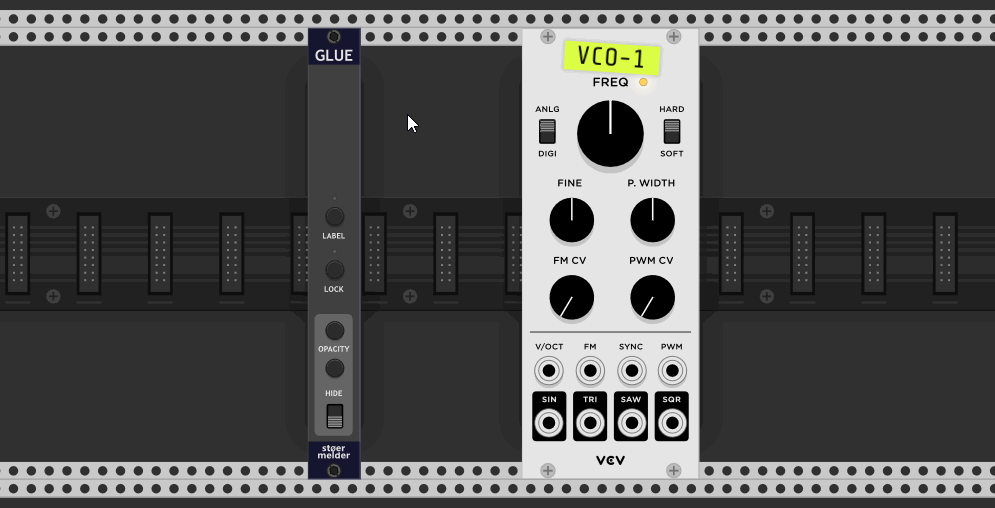 GLUE
LABEL
LOCK
OPACITY
HIDE
støer
melder
VCO-1
FREQ
ANLG HARD
DIGI SOFT
FINE P. WIDTH
FM CV PWM CV
V/OCT FM SYNC PWM
SIN TRI SAW SQR
VCV